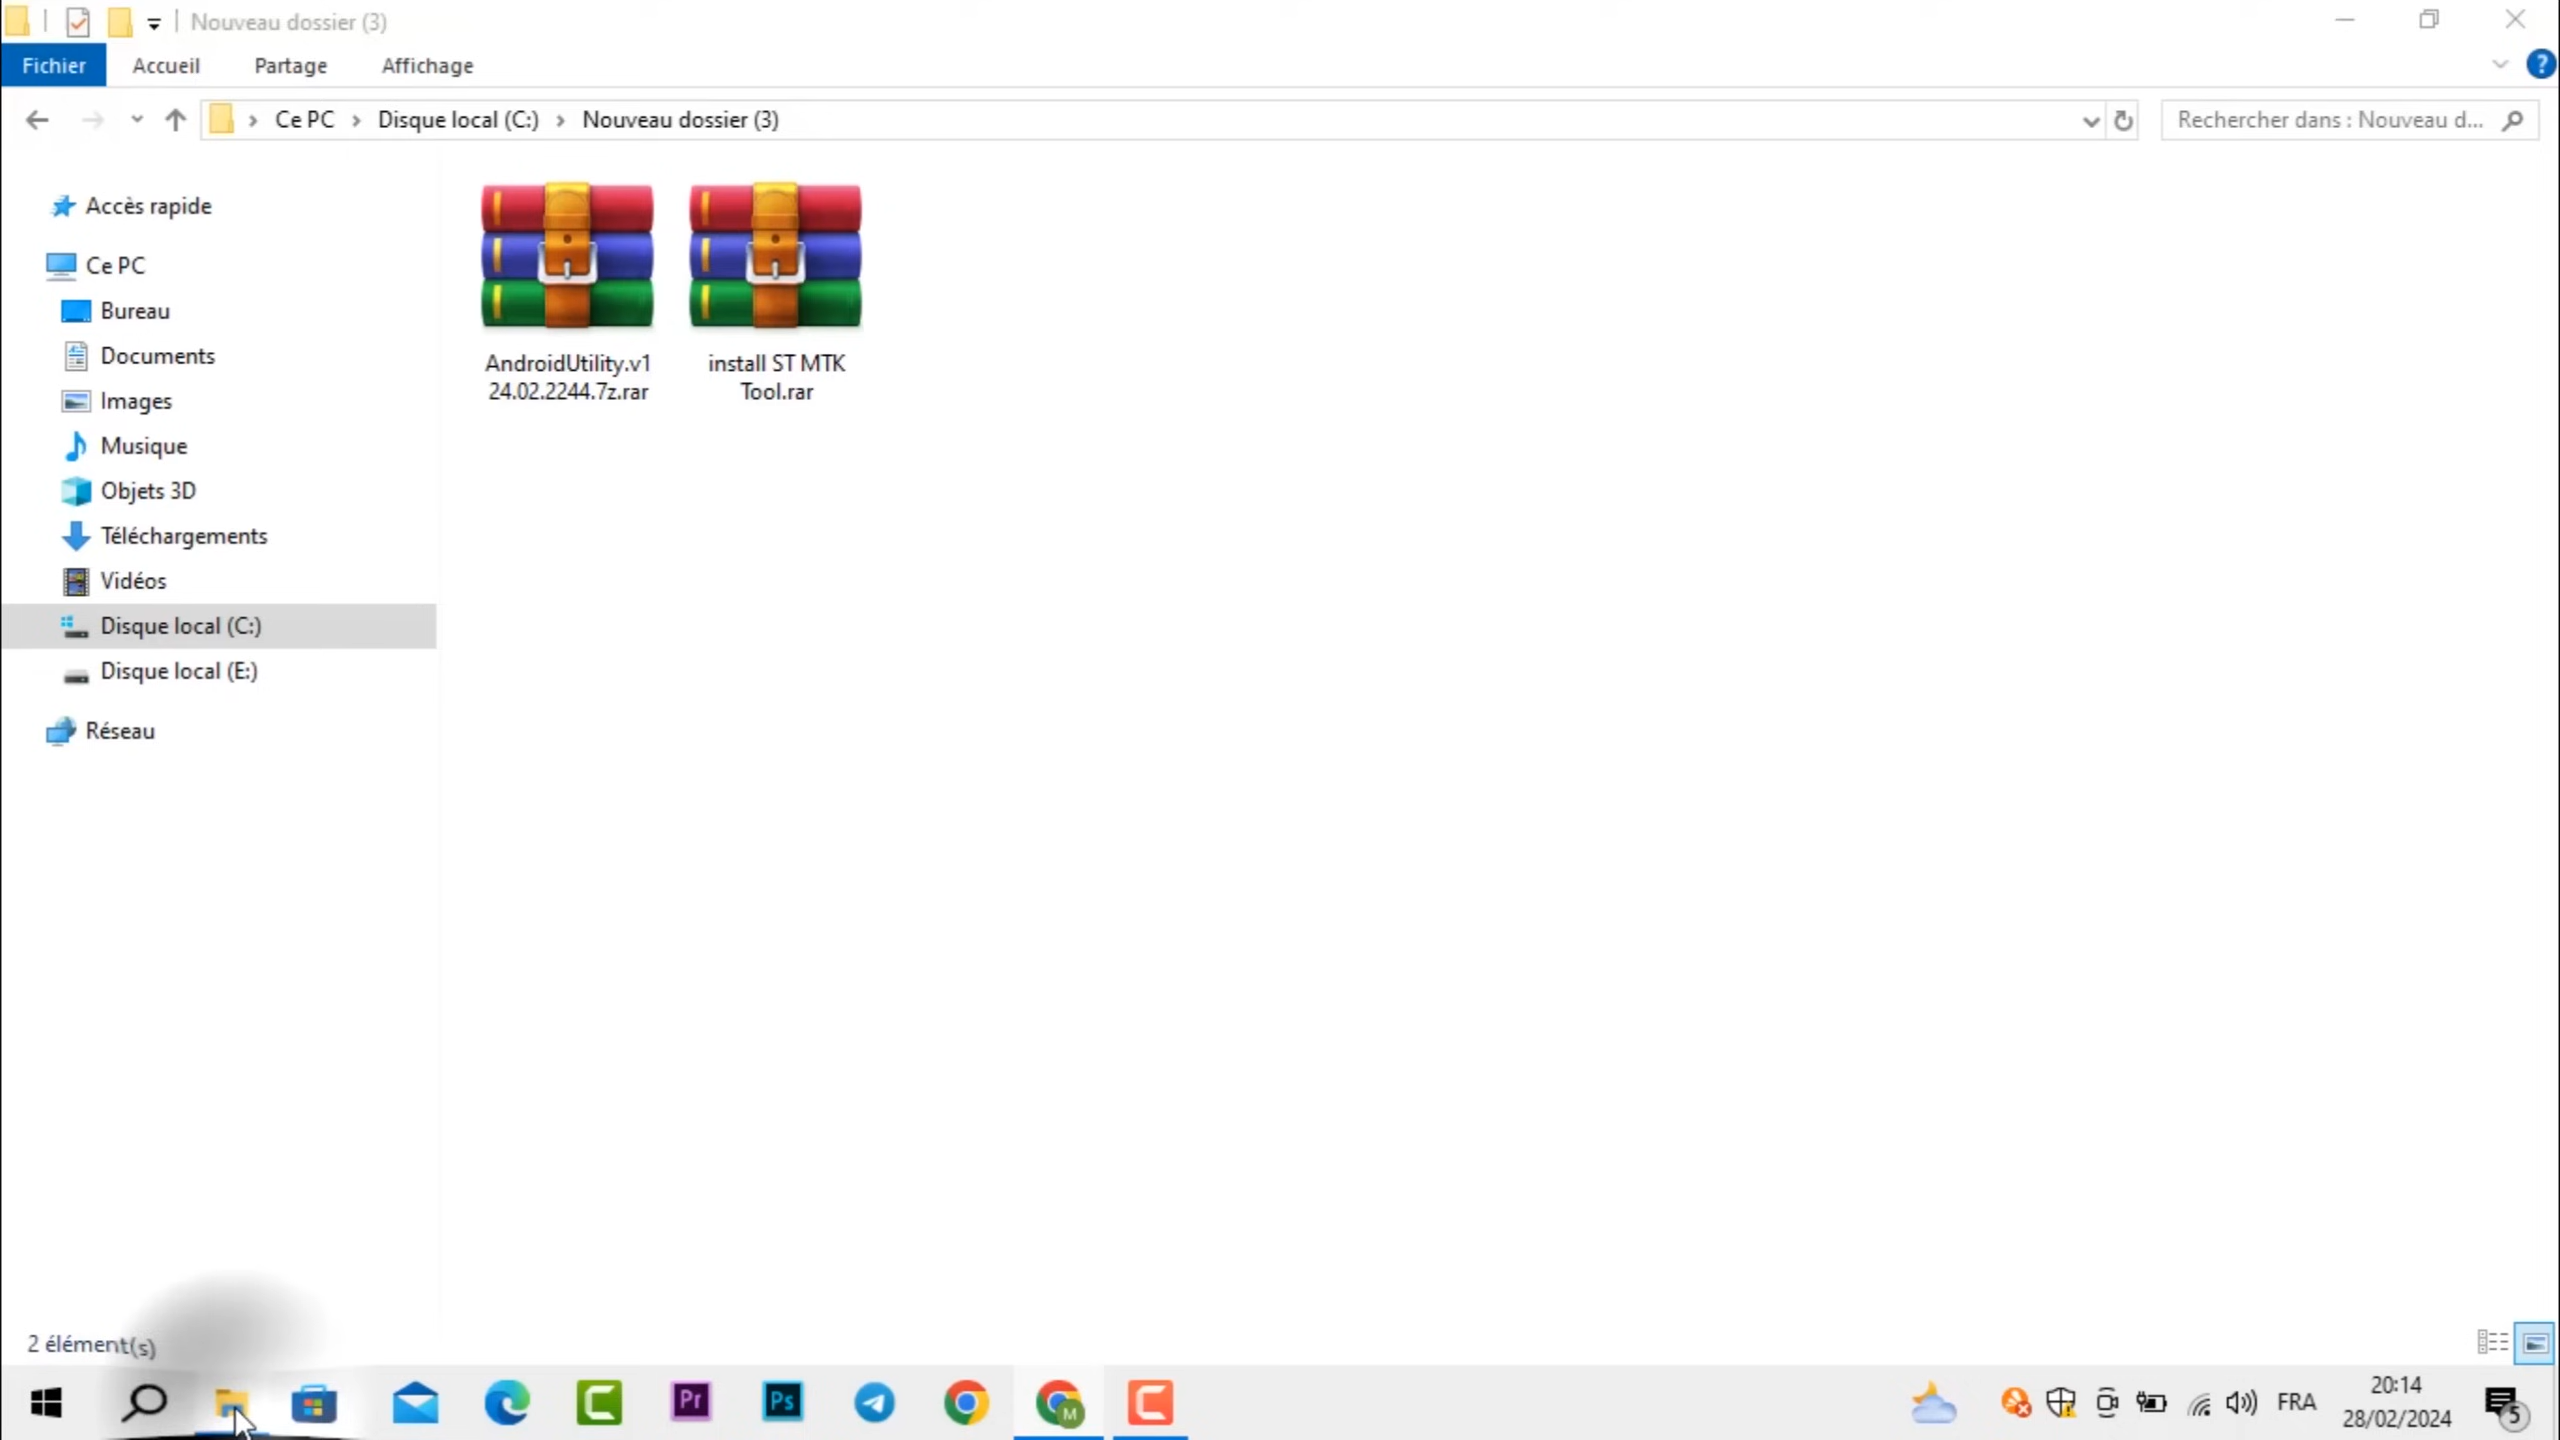 Nouveau dossier (3)
Fichier Accueil Partage Affichage
?
Ce PC Disque local (C:) Nouveau dossier (3)
Rechercher dans : Nouveau d...
Accès rapide
Ce PC
Bureau
Documents
Images
Musique
Objets 3D
Téléchargements
Vidéos
Disque local (C:)
Disque local (E:)
Réseau
AndroidUtility.v1
24.02.2244.7z.rar
install ST MTK
Tool.rar
2 élément(s)
Pr
Ps
M
FRA
20:14
28/02/2024
5